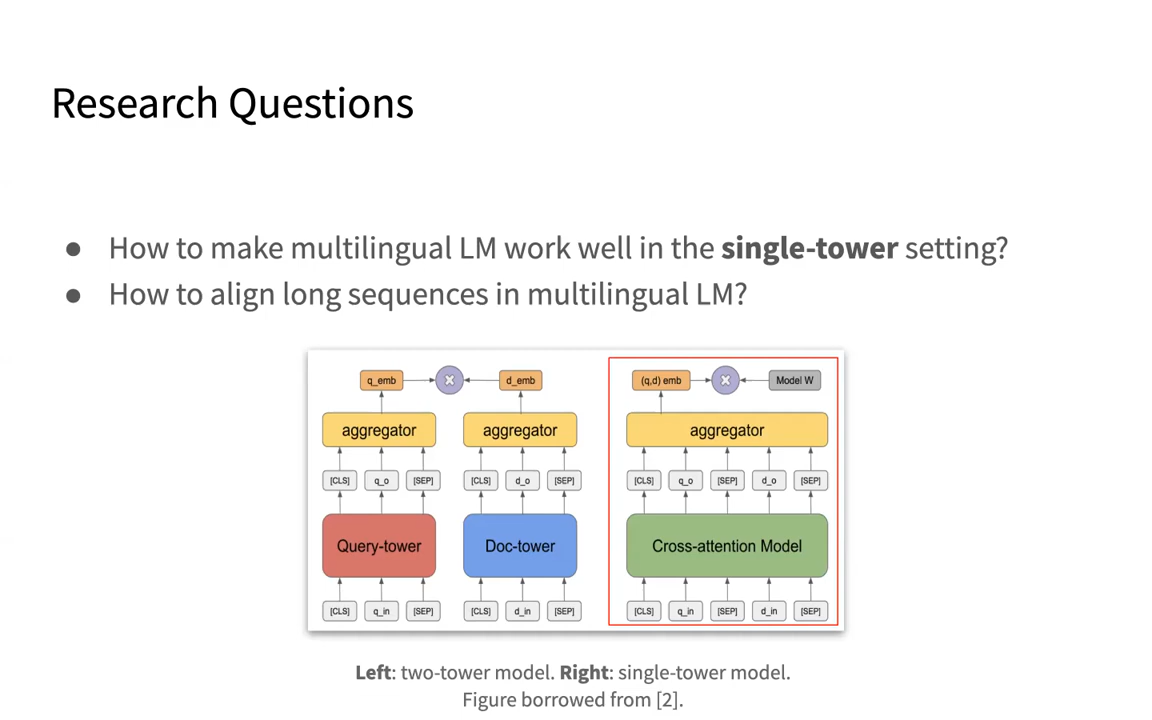 Research Questions
● How to make multilingual LM work well in the single-tower setting?
● How to align long sequences in multilingual LM?
q_emb X d_emb (q,d) emb X Model W
aggregator aggregator aggregator
[CLS] q_o [SEP] [CLS] d_o [SEP] [CLS] q_o [SEP] d_o [SEP]
Query-tower Doc-tower Cross-attention Model
[CLS] q_in [SEP] [CLS] d_in [SEP] [CLS] q_in [SEP] d_in [SEP]
Left: two-tower model. Right: single-tower model.
Figure borrowed from [2].